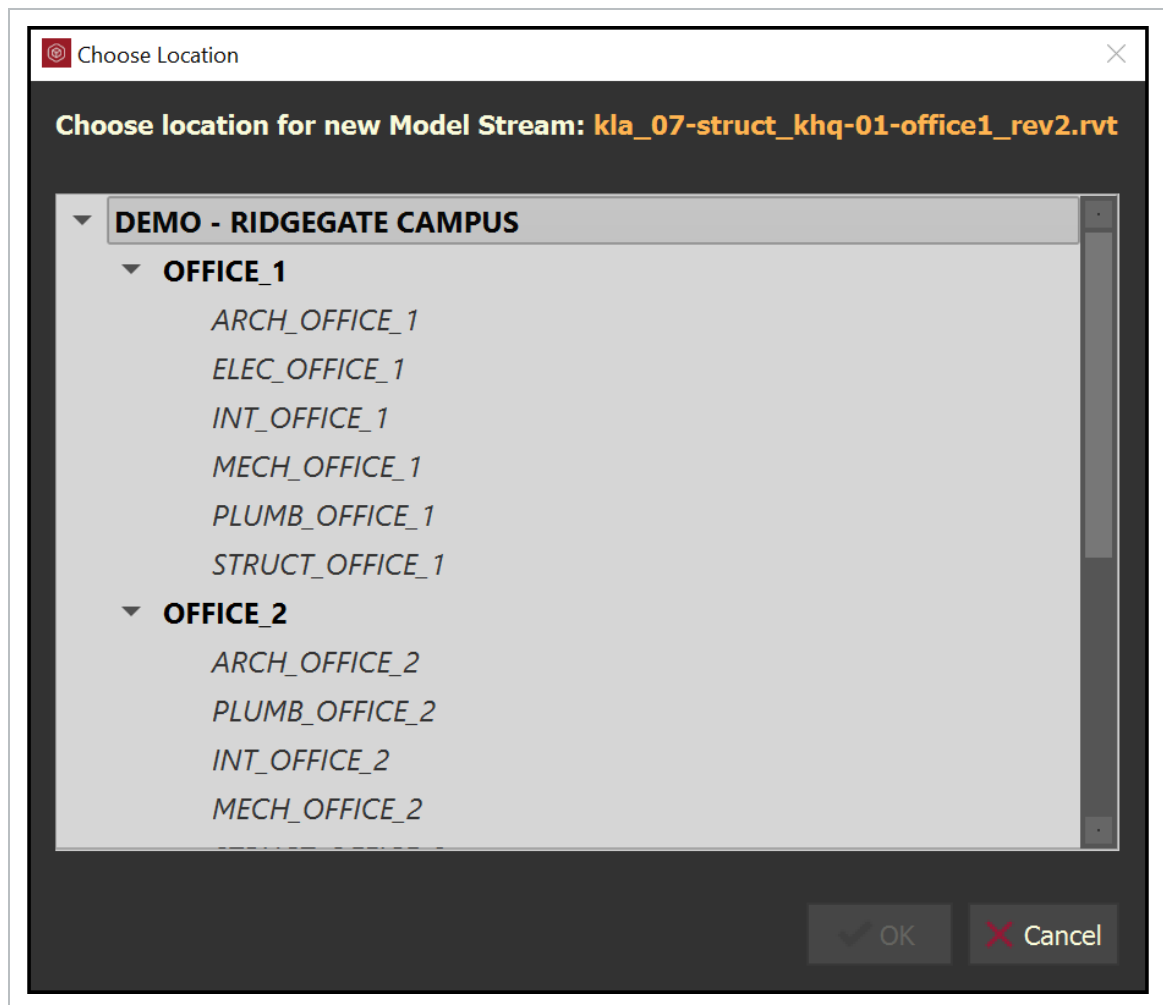 Choose Location
Choose location for new Model Stream: kla_07-struct_khq-01-office1_rev2.rvt
DEMO - RIDGEGATE CAMPUS
OFFICE_1
ARCH_OFFICE_1
ELEC_OFFICE_1
INT_OFFICE_1
MECH_OFFICE_1
PLUMB_OFFICE_1
STRUCT_OFFICE_1
OFFICE_2
ARCH_OFFICE_2
PLUMB_OFFICE_2
INT_OFFICE_2
MECH_OFFICE_2
OK
Cancel